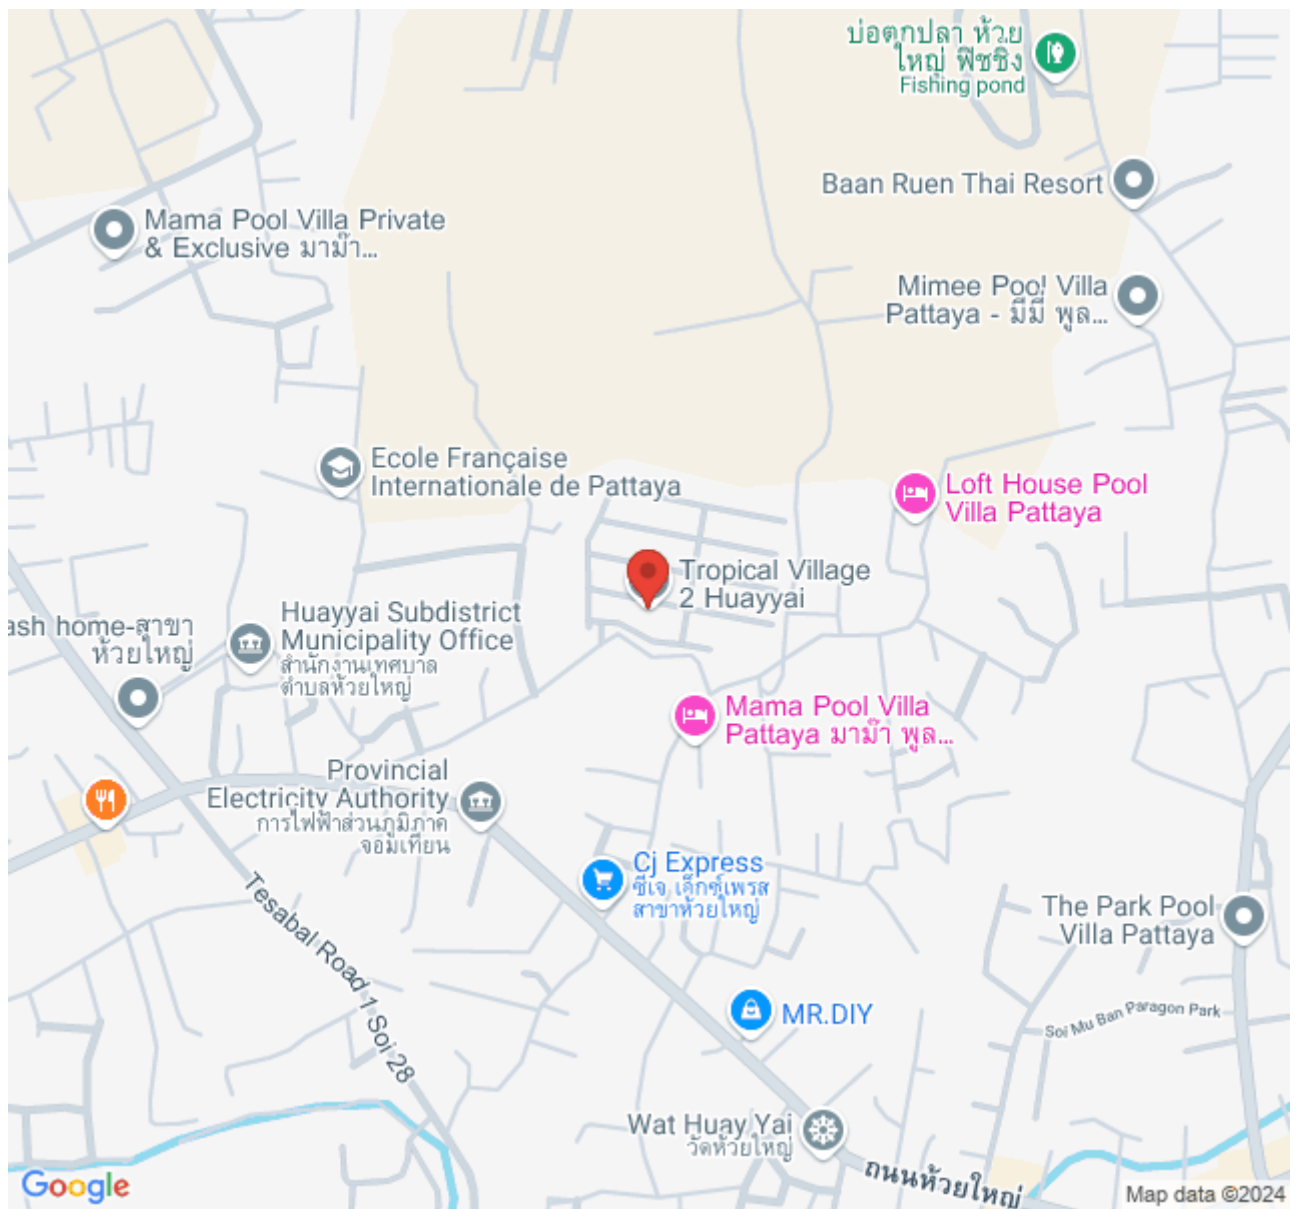 บ่อตกปลา ห้วย
ใหญ่ ฟิชชิ่ง
Fishing pond
Baan Ruen Thai Resort
Mama Pool Villa Private
& Exclusive มาม๊า...
Mimee Pool Villa
Pattaya - มีมี่ พูล...
Ecole Française
Internationale de Pattaya
Loft House Pool
Villa Pattaya
Tropical Village
2 Huayyai
Huayyai Subdistrict
Municipality Office
สำนักงานเทศบาล
ตำบลห้วยใหญ่
ash home-สาขา
ห้วยใหญ่
Mama Pool Villa
Pattaya มาม๊า พูล...
Provincial
Electricity Authority
การไฟฟ้าส่วนภูมิภาค
จอมเทียน
Cj Express
ซีเจ เอ็กซ์เพรส
สาขาห้วยใหญ่
Tesabal Road 1 Soi 28
The Park Pool
Villa Pattaya
MR.DIY
Soi Mu Ban Paragon Park
Wat Huay Yai
วัดห้วยใหญ่
ถนนห้วยใหญ่
Google
Map data ©2024